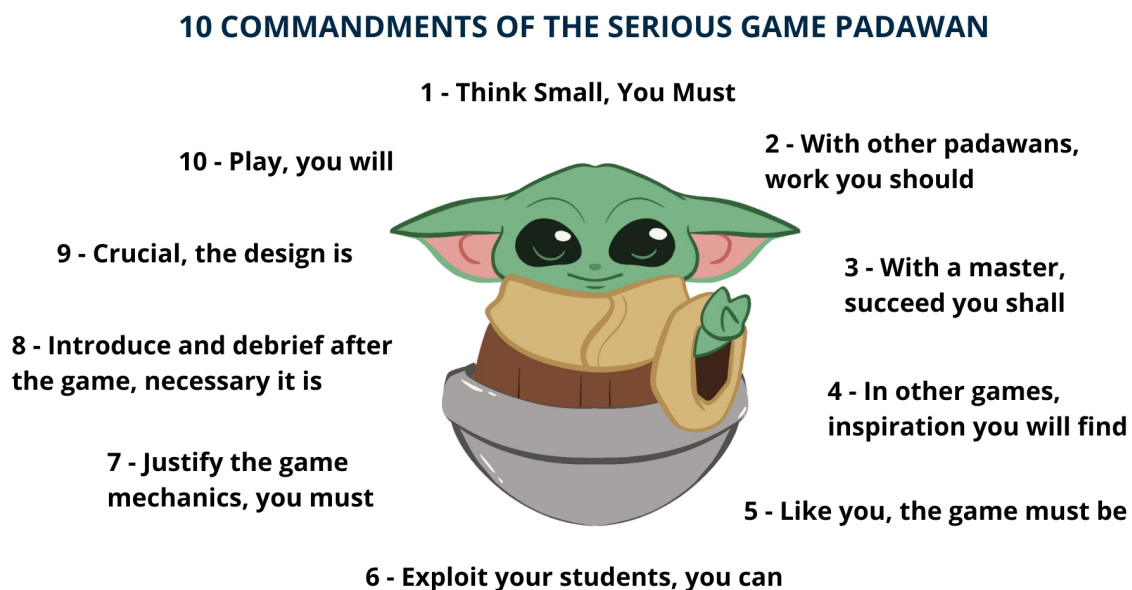 10 COMMANDMENTS OF THE SERIOUS GAME PADAWAN
1 - Think Small, You Must
2 - With other padawans,
work you should
3 - With a master,
succeed you shall
4 - In other games,
inspiration you will find
5 - Like you, the game must be
6 - Exploit your students, you can
7 - Justify the game
mechanics, you must
8 - Introduce and debrief after
the game, necessary it is
9 - Crucial, the design is
10 - Play, you will